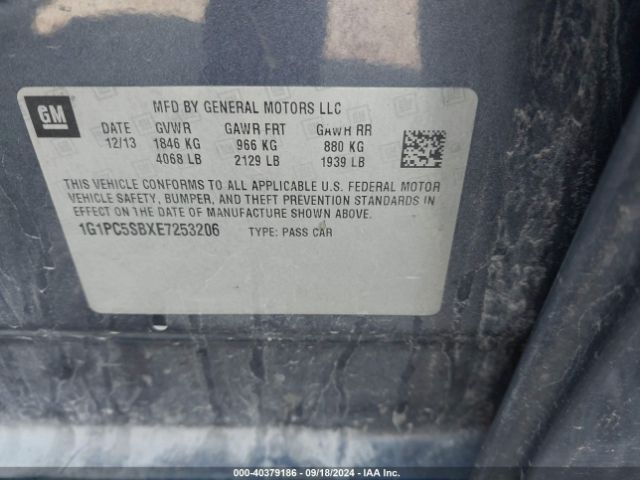 GM
MFD BY GENERAL MOTORS LLC
DATE GVWR GAWR FRT GAWR RR
12/13 1846 KG 966 KG 880 KG
4068 LB 2129 LB 1939 LB
THIS VEHICLE CONFORMS TO ALL APPLICABLE U.S. FEDERAL MOTOR
VEHICLE SAFETY, BUMPER, AND THEFT PREVENTION STANDARDS IN
EFFECT ON THE DATE OF MANUFACTURE SHOWN ABOVE.
1G1PC5SBXE7253206 TYPE: PASS CAR
000-40379186 - 09/18/2024 - IAA Inc.